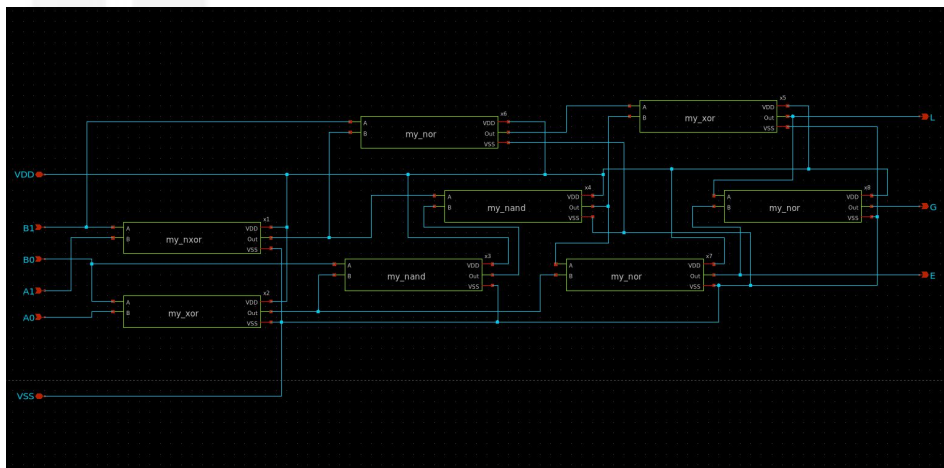 x5
A VDD
my_xor Out L
B VSS
x6
A VDD
my_nor Out
B VSS
VDD
x4
A VDD
my_nand Out
B VSS
x8
A VDD
my_nor Out G
B VSS
B1
x1
A VDD
my_nxor Out
B VSS
B0
x3
A VDD
my_nand Out
B VSS
x7
A VDD
my_nor Out E
B VSS
A1
x2
A VDD
my_xor Out
B VSS
A0
VSS